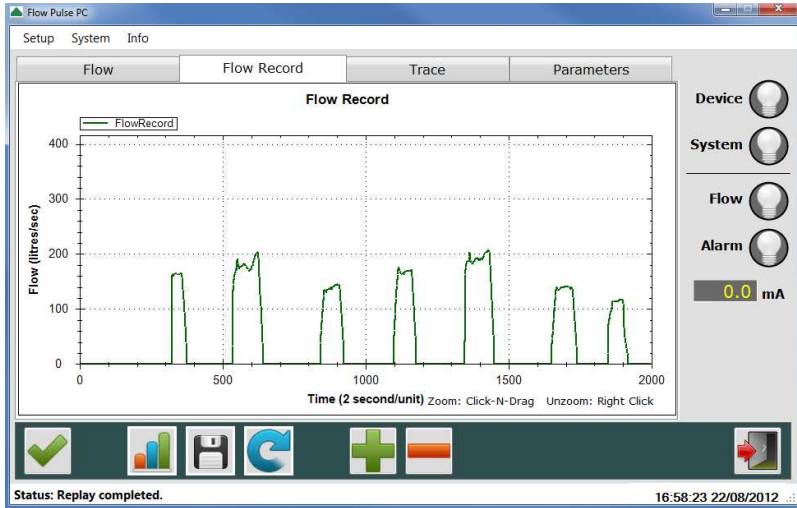 Flow Pulse PC
Setup System Info
Flow Flow Record Trace Parameters
Flow Record
FlowRecord
Flow (litres/sec)
400
300
200
100
0
0 500 1000 1500 2000
Time (2 second/unit) Zoom: Click-N-Drag Unzoom: Right Click
Device
System
Flow
Alarm
0.0 mA
Status: Replay completed. 16:58:23 22/08/2012